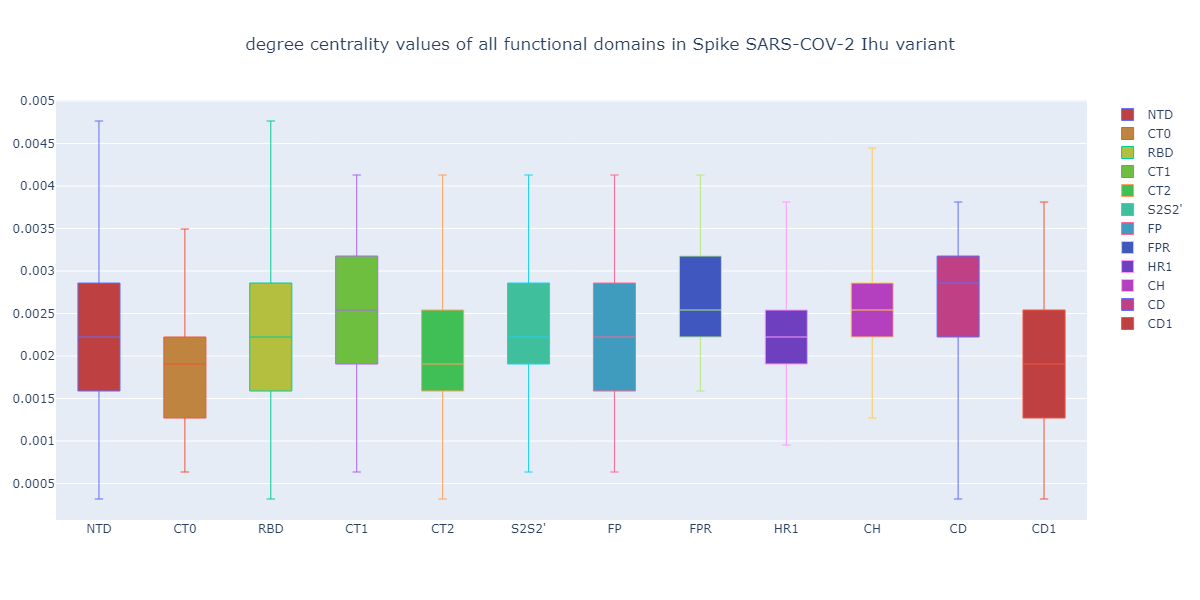 degree centrality values of all functional domains in Spike SARS-COV-2 Ihu variant
0.005
0.0045
0.004
0.0035
0.003
0.0025
0.002
0.0015
0.001
0.0005
NTD CT0 RBD CT1 CT2 S2S2' FP FPR HR1 CH CD CD1
NTD
CT0
RBD
CT1
CT2
S2S2'
FP
FPR
HR1
CH
CD
CD1